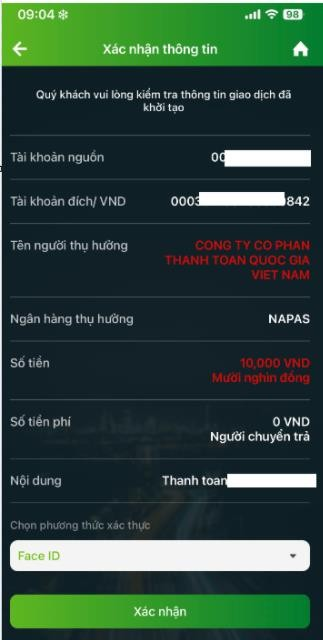 09:04
98
Xác nhận thông tin
Quý khách vui lòng kiểm tra thông tin giao dịch đã
khởi tạo
Tài khoản nguồn 00
Tài khoản đích/ VND 0003 842
Tên người thụ hưởng CONG TY CO PHAN
THANH TOAN QUOC GIA
VIET NAM
Ngân hàng thụ hưởng NAPAS
Số tiền 10,000 VND
Mười nghìn đồng
Số tiền phí 0 VND
Người chuyển trả
Nội dung Thanh toan
Chọn phương thức xác thực
Face ID
Xác nhận